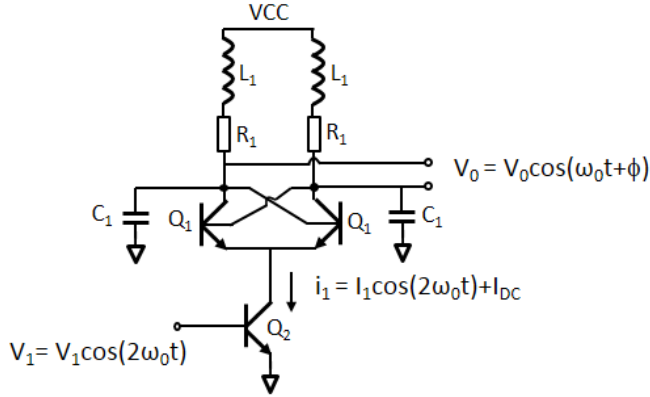 VCC
L₁
L₁
R₁
R₁
V₀ = V₀cos(ω₀t+ϕ)
C₁
Q₁
Q₁
C₁
i₁ = I₁cos(2ω₀t)+I_DC
Q₂
V₁= V₁cos(2ω₀t)